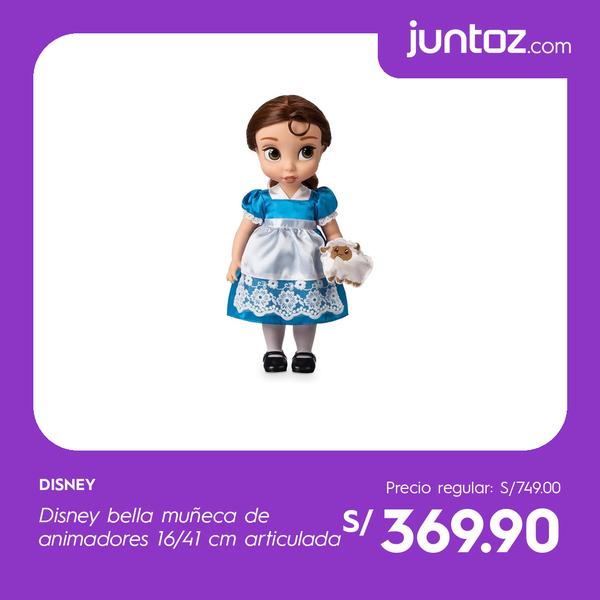 juntoz.com
DISNEY
Disney bella muñeca de
animadores 16/41 cm articulada
Precio regular: S/749.00
S/ 369.90